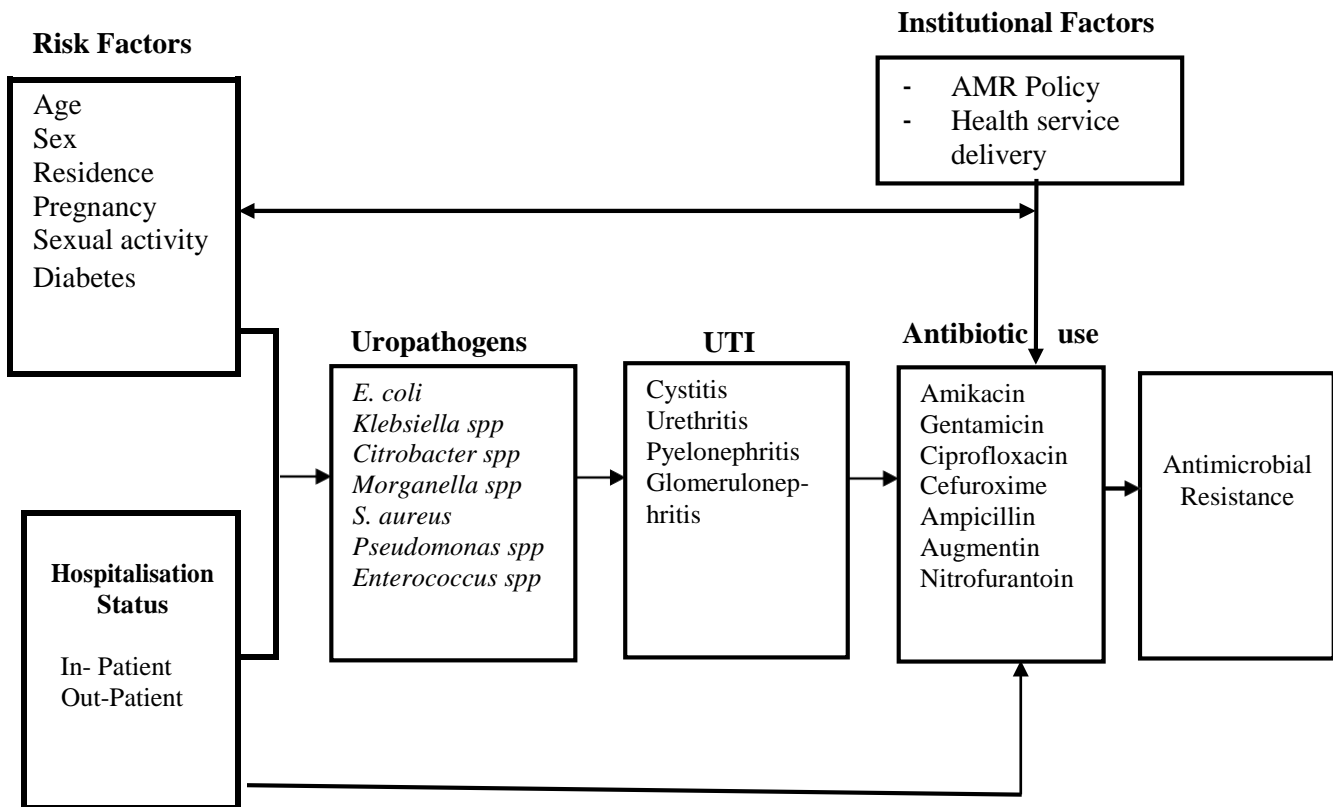 Risk Factors
Age
Sex
Residence
Pregnancy
Sexual activity
Diabetes
Institutional Factors
- AMR Policy
- Health service
delivery
Hospitalisation
Status
In- Patient
Out-Patient
Uropathogens
E. coli
Klebsiella spp
Citrobacter spp
Morganella spp
S. aureus
Pseudomonas spp
Enterococcus spp
UTI
Cystitis
Urethritis
Pyelonephritis
Glomerulonep-
hritis
Antibiotic use
Amikacin
Gentamicin
Ciprofloxacin
Cefuroxime
Ampicillin
Augmentin
Nitrofurantoin
Antimicrobial
Resistance